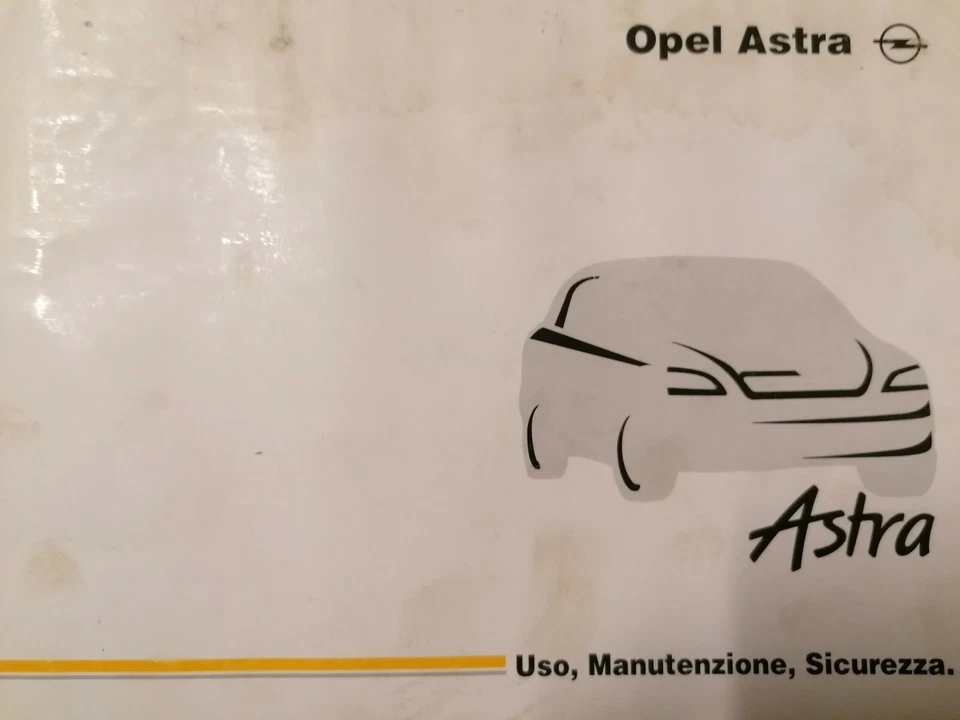 Opel Astra
Astra
Uso, Manutenzione, Sicurezza.